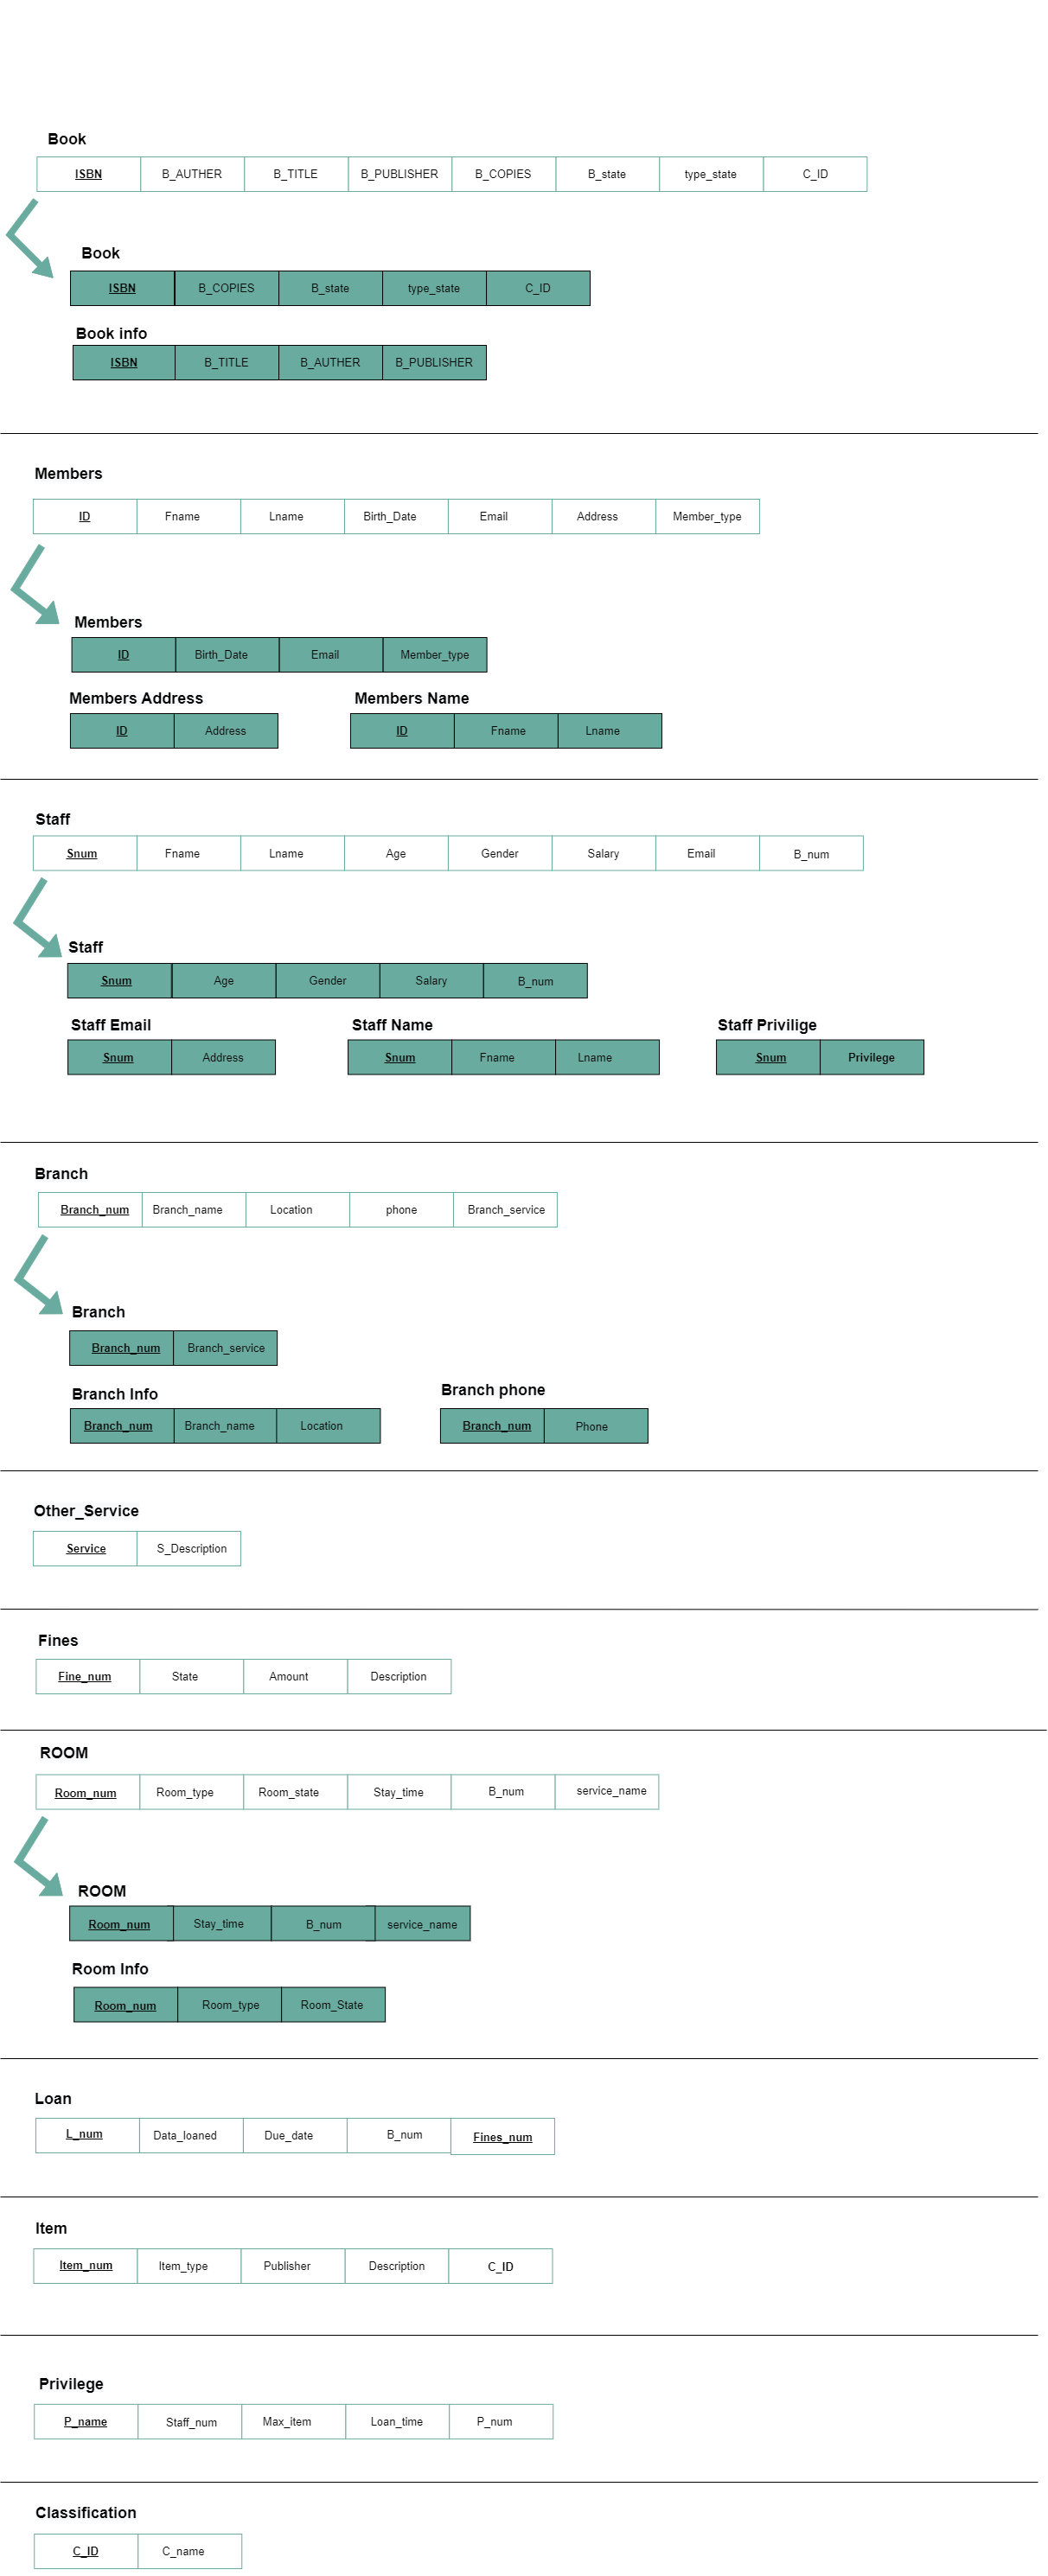 Book
ISBN B_AUTHER B_TITLE B_PUBLISHER B_COPIES B_state type_state C_ID
Book
ISBN B_COPIES B_state type_state C_ID
Book info
ISBN B_TITLE B_AUTHER B_PUBLISHER
Members
ID Fname Lname Birth_Date Email Address Member_type
Members
ID Birth_Date Email Member_type
Members Address Members Name
ID Address ID Fname Lname
Staff
Snum Fname Lname Age Gender Salary Email B_num
Staff
Snum Age Gender Salary B_num
Staff Email Staff Name Staff Privilige
Snum Address Snum Fname Lname Snum Privilege
Branch
Branch_num Branch_name Location phone Branch_service
Branch
Branch_num Branch_service
Branch Info Branch phone
Branch_num Branch_name Location Branch_num Phone
Other_Service
Service S_Description
Fines
Fine_num State Amount Description
ROOM
Room_num Room_type Room_state Stay_time B_num service_name
ROOM
Room_num Stay_time B_num service_name
Room Info
Room_num Room_type Room_State
Loan
L_num Data_loaned Due_date B_num Fines_num
Item
Item_num Item_type Publisher Description C_ID
Privilege
P_name Staff_num Max_item Loan_time P_num
Classification
C_ID C_name